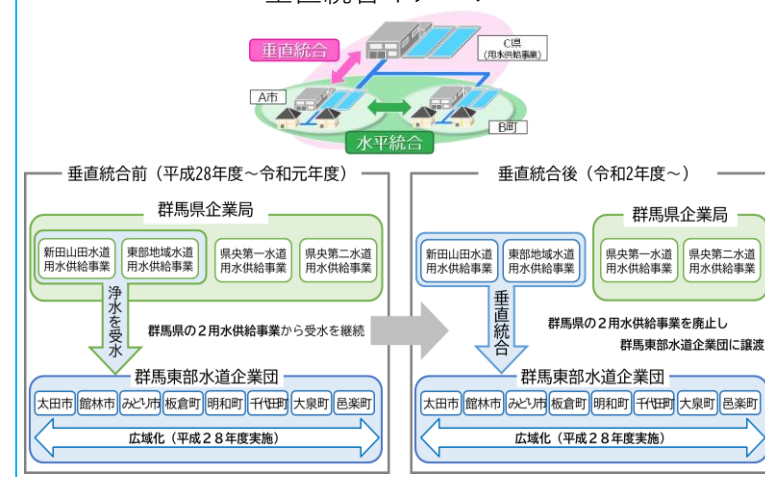 垂直統合イメージ
垂直統合
C県
(用水供給事業)
A市
B町
水平統合
垂直統合前（平成28年度～令和元年度）
群馬県企業局
新田山田水道
用水供給事業
東部地域水道
用水供給事業
県央第一水道
用水供給事業
県央第二水道
用水供給事業
浄水を受水
群馬県の２用水供給事業から受水を継続
群馬東部水道企業団
太田市 館林市 みどり市 板倉町 明和町 千代田町 大泉町 邑楽町
広域化（平成２８年度実施）
垂直統合後（令和2年度～）
群馬県企業局
新田山田水道
用水供給事業
東部地域水道
用水供給事業
県央第一水道
用水供給事業
県央第二水道
用水供給事業
垂直統合
群馬県の２用水供給事業を廃止し
群馬東部水道企業団に譲渡
群馬東部水道企業団
太田市 館林市 みどり市 板倉町 明和町 千代田町 大泉町 邑楽町
広域化（平成２８年度実施）